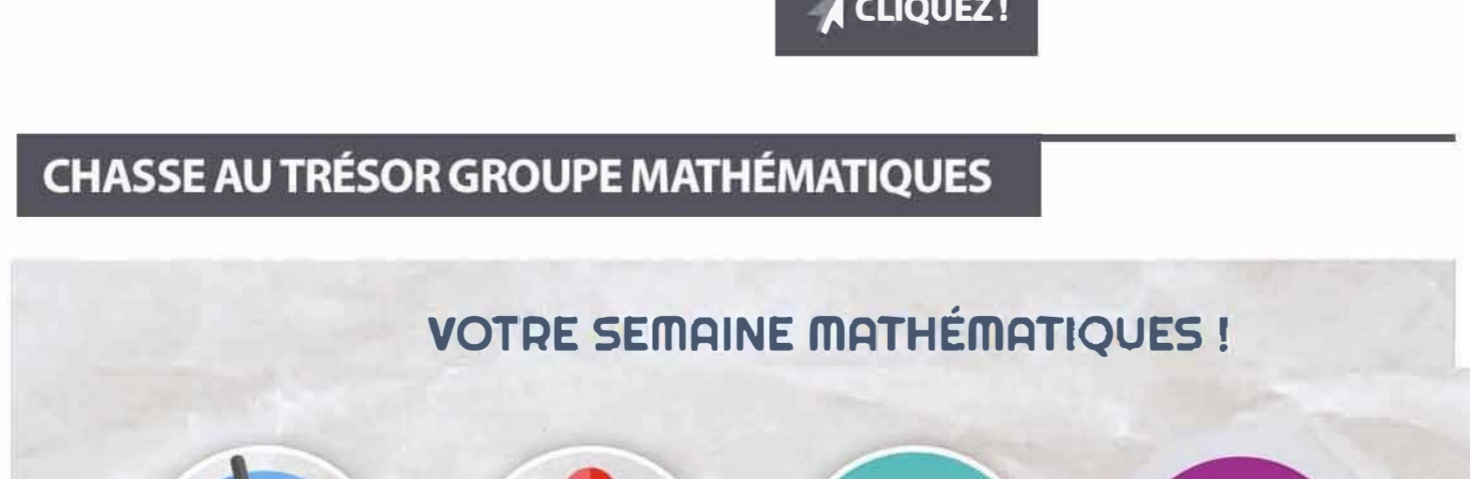 CLIQUEZ !
CHASSE AU TRÉSOR GROUPE MATHÉMATIQUES
VOTRE SEMAINE MATHÉMATIQUES !